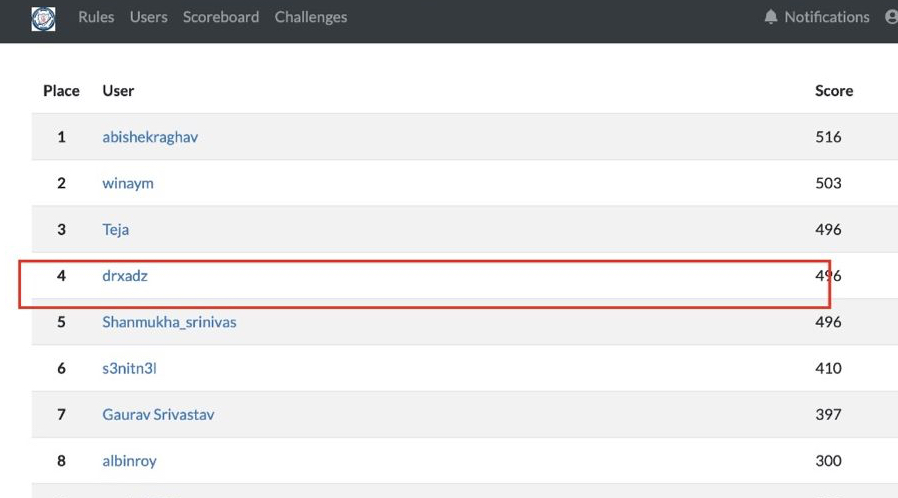 Rules Users Scoreboard Challenges Notifications
Place User Score
1 abishekraghav 516
2 winaym 503
3 Teja 496
4 drxadz 496
5 Shanmukha_srinivas 496
6 s3nitn3l 410
7 Gaurav Srivastav 397
8 albinroy 300